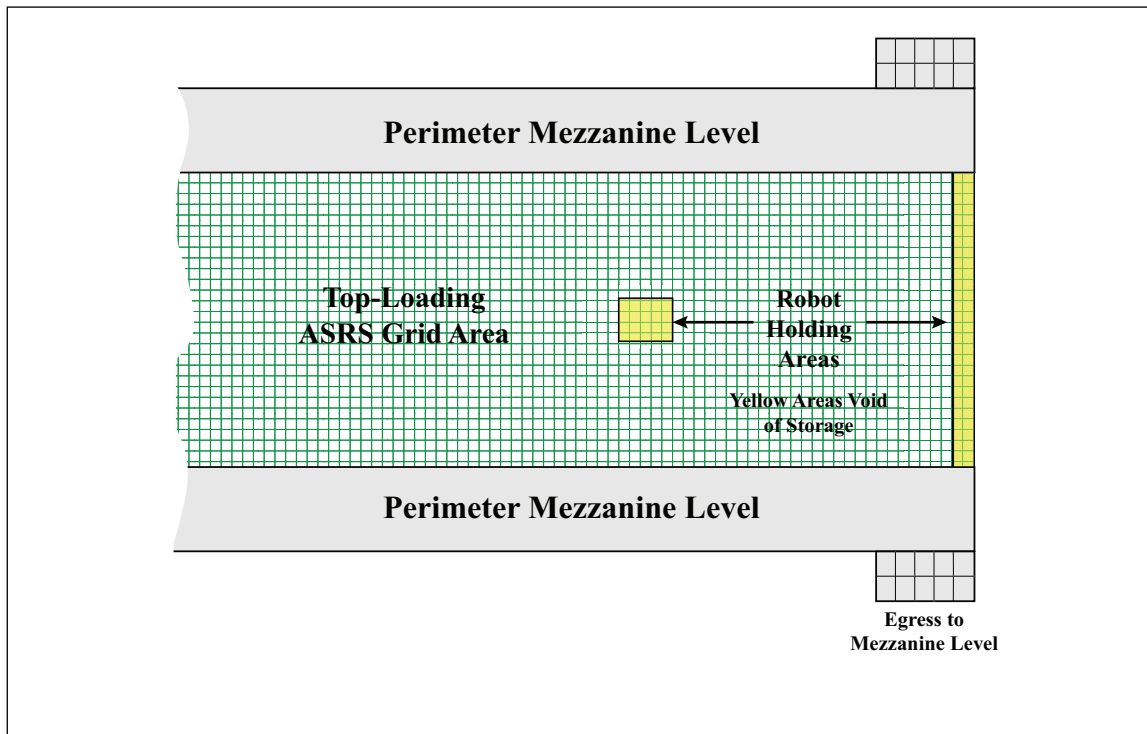 Perimeter Mezzanine Level
Top-Loading
ASRS Grid Area
Robot
Holding
Areas
Yellow Areas Void
of Storage
Perimeter Mezzanine Level
Egress to
Mezzanine Level